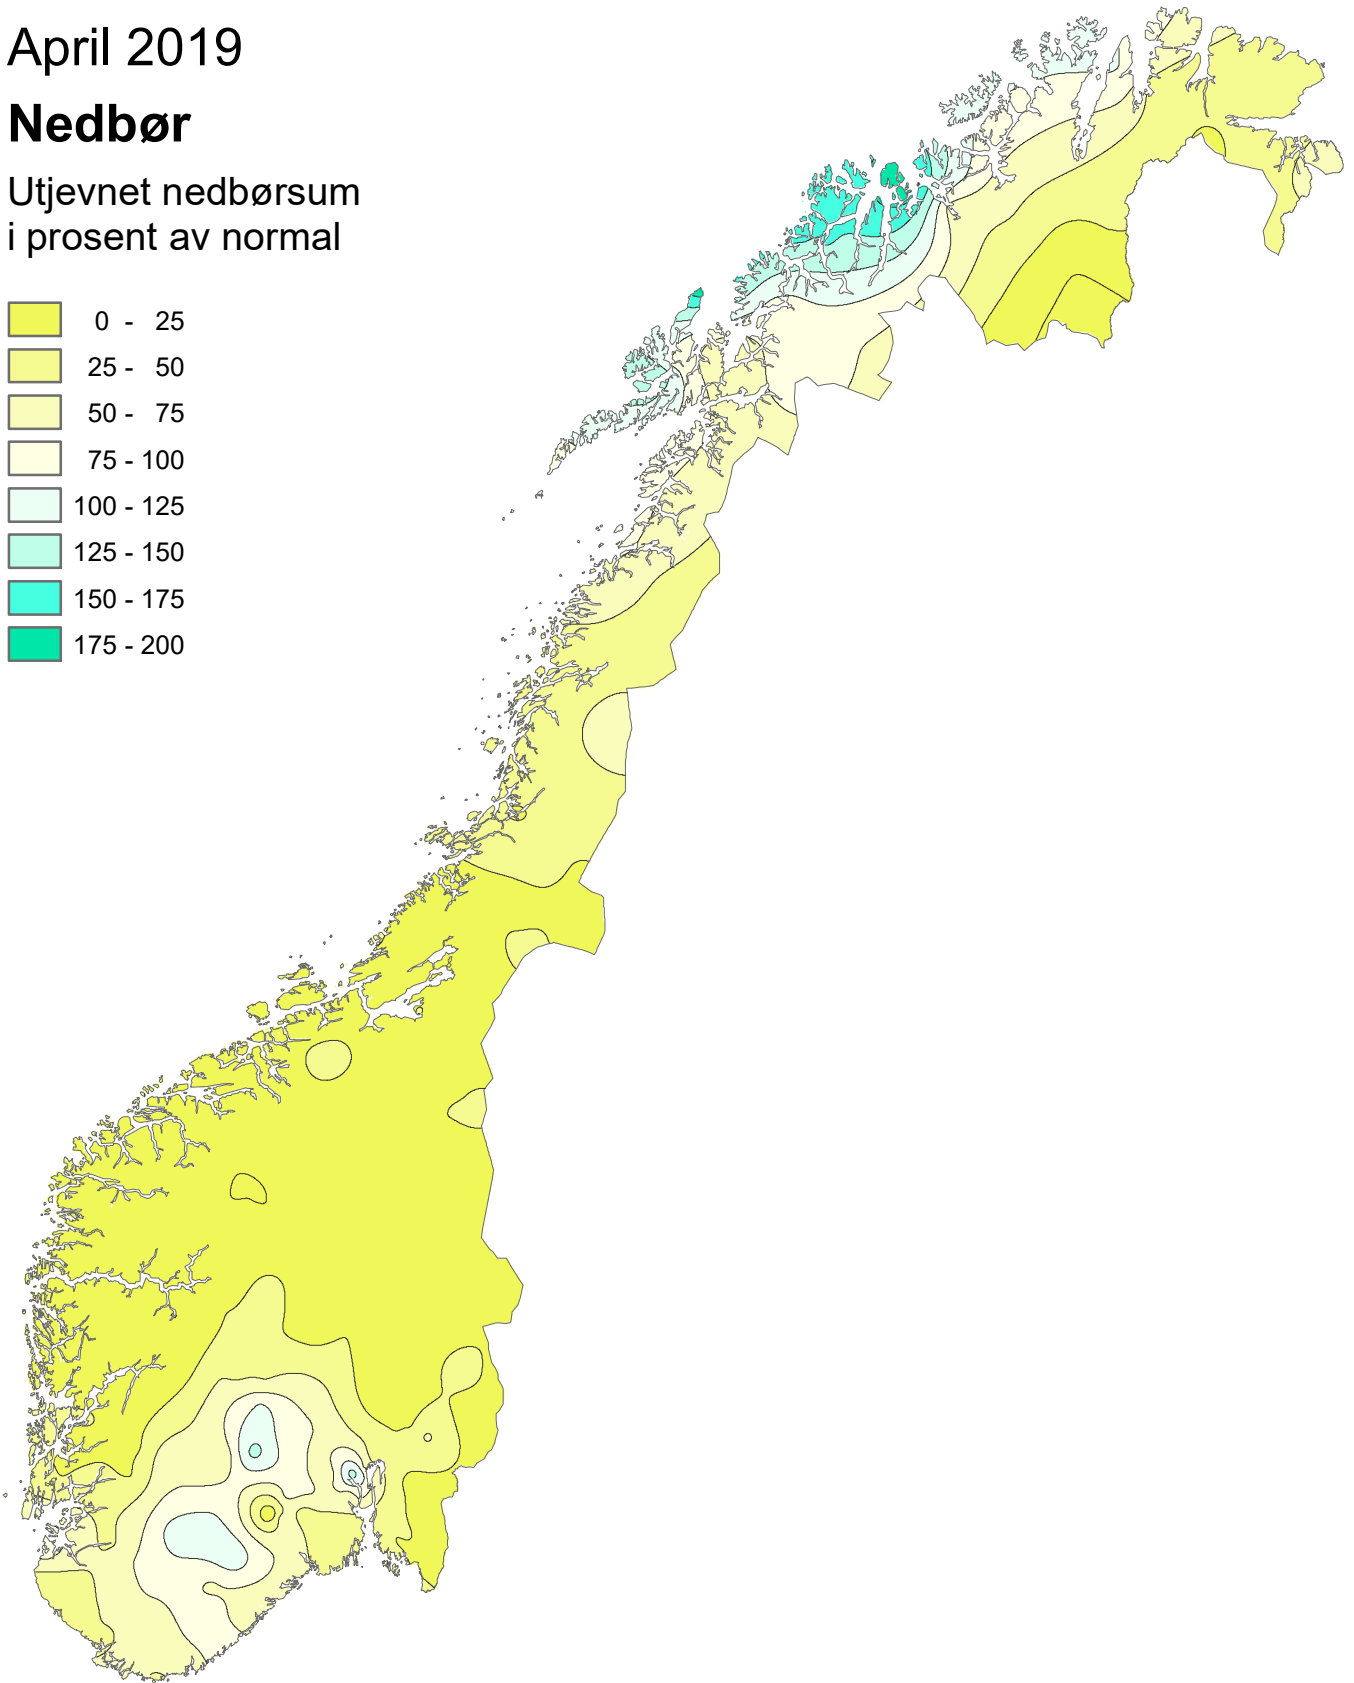 April 2019
Nedbør
Utjevnet nedbørsum
i prosent av normal
0 - 25
25 - 50
50 - 75
75 - 100
100 - 125
125 - 150
150 - 175
175 - 200